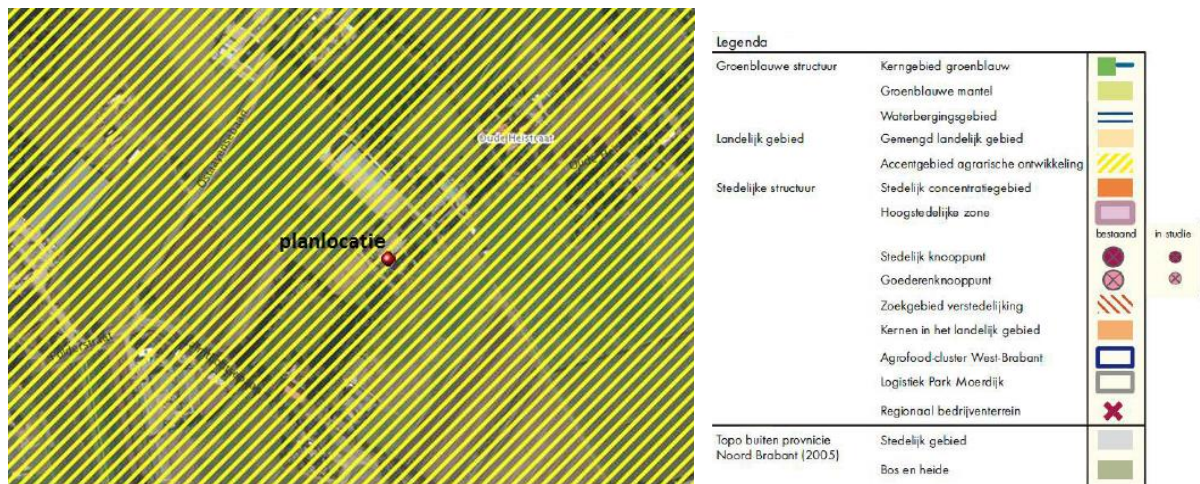 Oude Heistraat
Ostaayensebaan
planlocatie
Polderstraat
Legenda
Groenblauwe structuur
Kerngebied groenblauw
Groenblauwe mantel
Waterbergingsgebied
Landelijk gebied
Gemengd landelijk gebied
Accentgebied agrarische ontwikkeling
Stedelijke structuur
Stedelijk concentratiegebied
Hoogstedelijke zone
bestaand
in studie
Stedelijk knooppunt
Goederenknooppunt
Zoekgebied verstedelijking
Kernen in het landelijk gebied
Agrofood-cluster West-Brabant
Logistiek Park Moerdijk
Regionaal bedrijventerrein
Topo buiten provnicie
Noord Brabant (2005)
Stedelijk gebied
Bos en heide